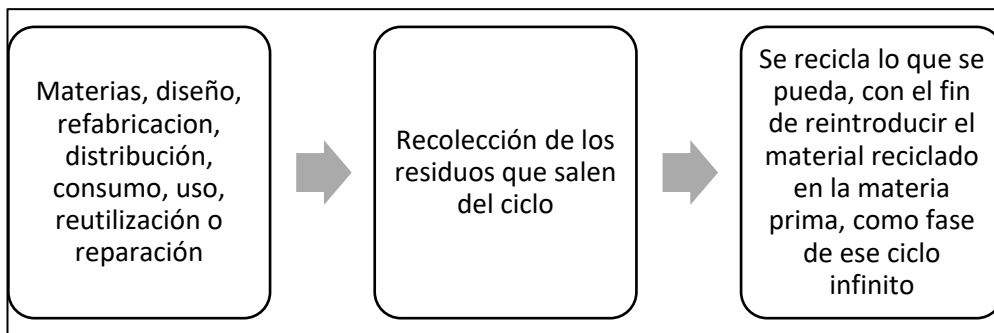 Materias, diseño,
refabricacion,
distribución,
consumo, uso,
reutilización o
reparación
Recolección de los
residuos que salen
del ciclo
Se recicla lo que se
pueda, con el fin
de reintroducir el
material reciclado
en la materia
prima, como fase
de ese ciclo
infinito